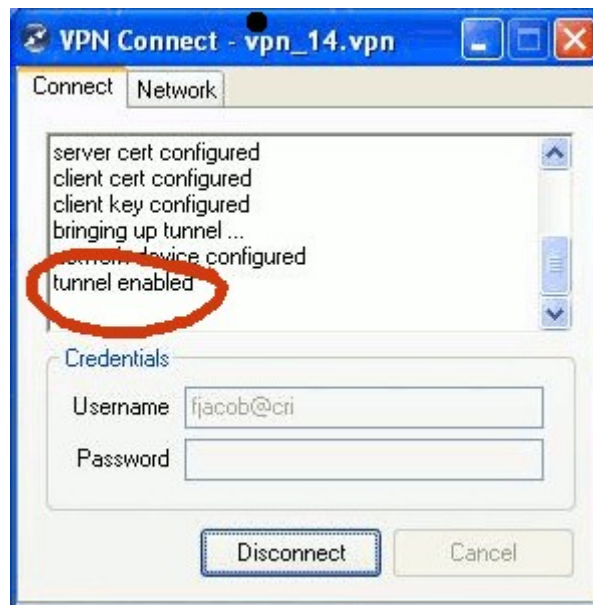 VPN Connect - vpn_14.vpn
Connect Network
server cert configured
client cert configured
client key configured
bringing up tunnel ...
network device configured
tunnel enabled
Credentials
Username fjacob@cri
Password
Disconnect Cancel